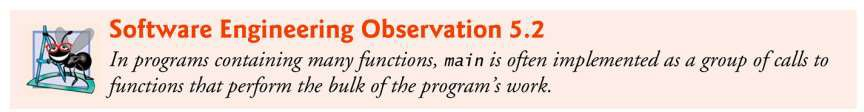 Software Engineering Observation 5.2
In programs containing many functions, main is often implemented as a group of calls to
functions that perform the bulk of the program's work.